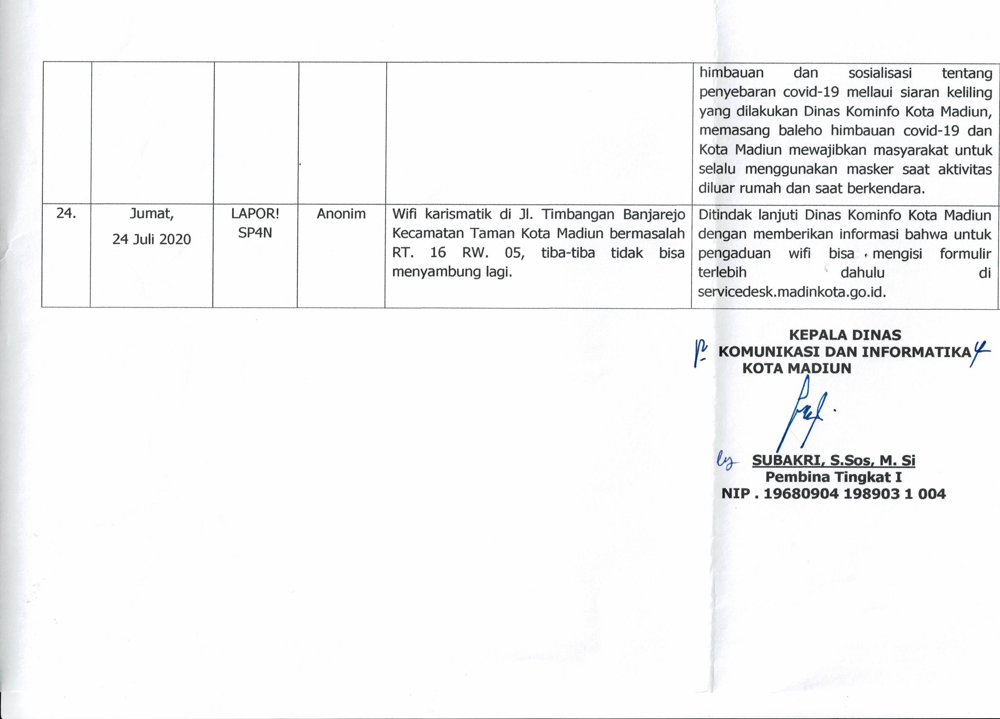 himbauan dan sosialisasi tentang
penyebaran covid-19 mellaui siaran keliling
yang dilakukan Dinas Kominfo Kota Madiun,
memasang baleho himbauan covid-19 dan
Kota Madiun mewajibkan masyarakat untuk
selalu menggunakan masker saat aktivitas
diluar rumah dan saat berkendara.
24.
Jumat,
24 Juli 2020
LAPOR!
SP4N
Anonim
Wifi karismatik di Jl. Timbangan Banjarejo
Kecamatan Taman Kota Madiun bermasalah
RT. 16 RW. 05, tiba-tiba tidak bisa
menyambung lagi.
Ditindak lanjuti Dinas Kominfo Kota Madiun
dengan memberikan informasi bahwa untuk
pengaduan wifi bisa mengisi formulir
terlebih dahulu di
servicedesk.madinkota.go.id.
KEPALA DINAS
KOMUNIKASI DAN INFORMATIKA
KOTA MADIUN
SUBAKRI, S.Sos, M. Si
Pembina Tingkat I
NIP . 19680904 198903 1 004